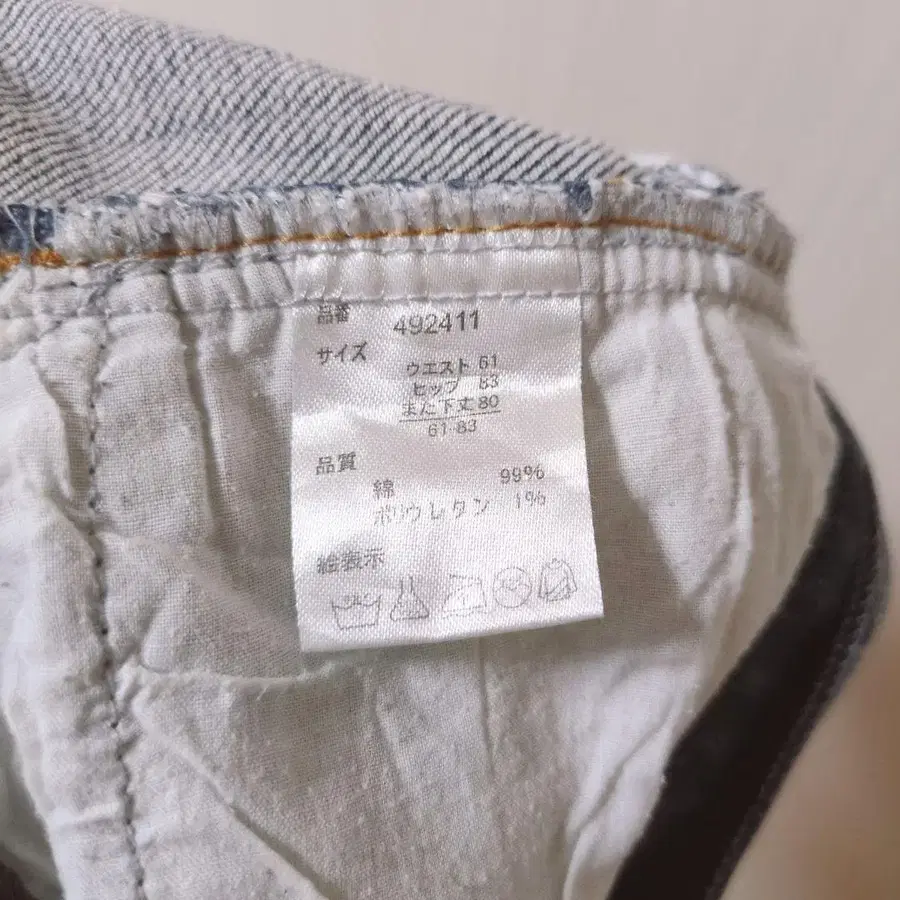 品番 492411
サイズ
ウエスト 61
ヒップ 83
また下丈 80
61-83
品質
綿 99%
ポリウレタン 1%
絵表示